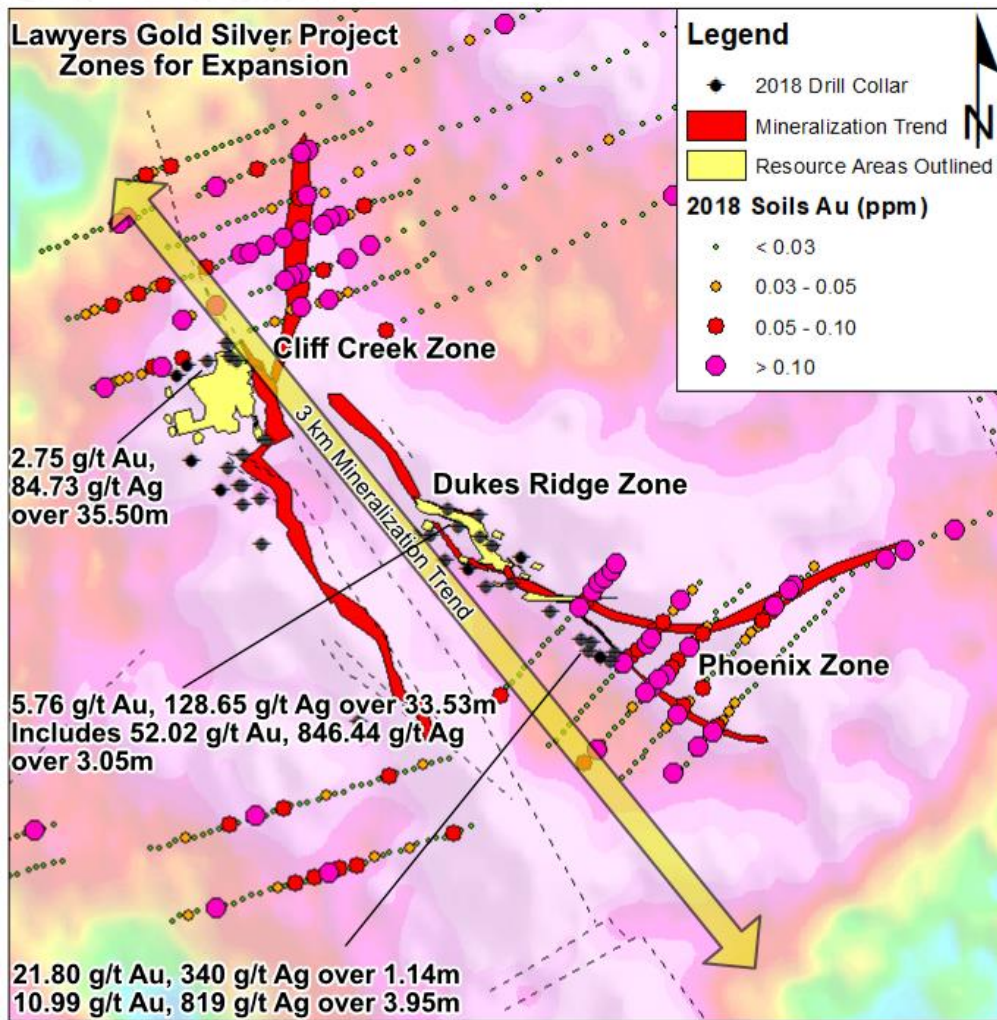 Lawyers Gold Silver Project
Zones for Expansion
Legend
2018 Drill Collar
Mineralization Trend
Resource Areas Outlined
N
2018 Soils Au (ppm)
< 0.03
0.03 - 0.05
0.05 - 0.10
> 0.10
Cliff Creek Zone
3 km Mineralization Trend
2.75 g/t Au,
84.73 g/t Ag
over 35.50m
Dukes Ridge Zone
Phoenix Zone
5.76 g/t Au, 128.65 g/t Ag over 33.53m
Includes 52.02 g/t Au, 846.44 g/t Ag
over 3.05m
21.80 g/t Au, 340 g/t Ag over 1.14m
10.99 g/t Au, 819 g/t Ag over 3.95m